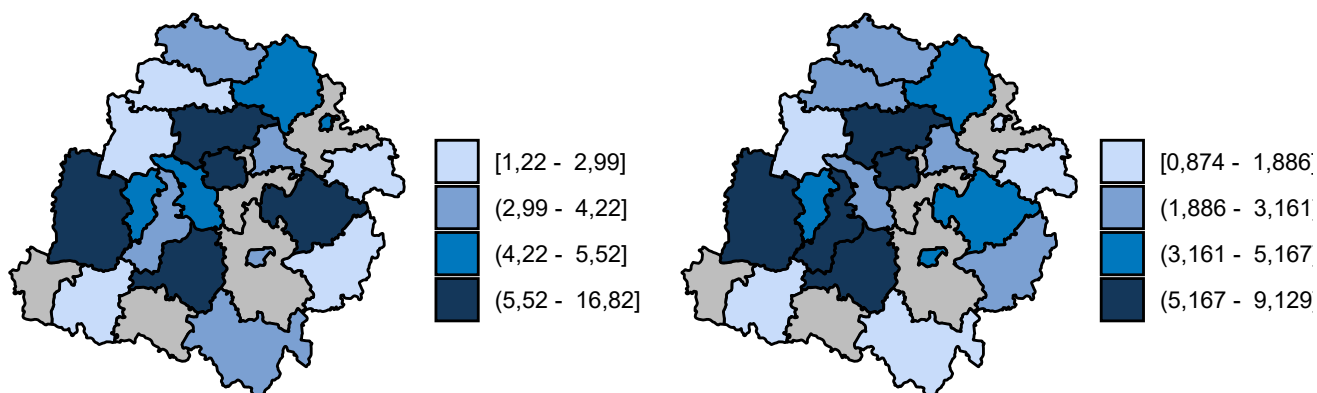 [1,22 - 2,99]
(2,99 - 4,22]
(4,22 - 5,52]
(5,52 - 16,82]
[0,874 - 1,886]
(1,886 - 3,161]
(3,161 - 5,167]
(5,167 - 9,129]